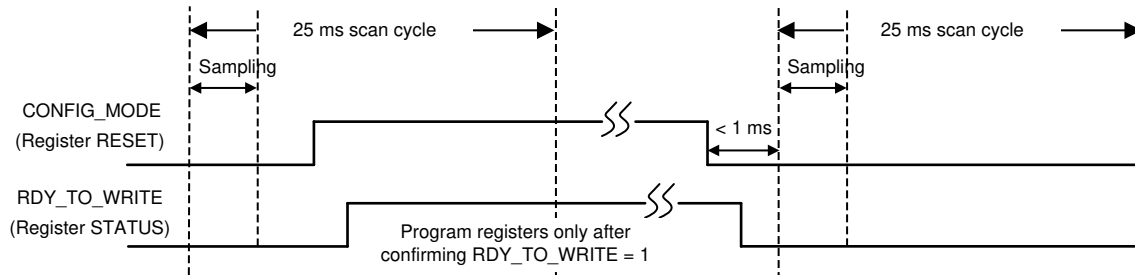 25 ms scan cycle
25 ms scan cycle
Sampling
Sampling
CONFIG_MODE
(Register RESET)
< 1 ms
RDY_TO_WRITE
(Register STATUS)
Program registers only after
confirming RDY_TO_WRITE = 1